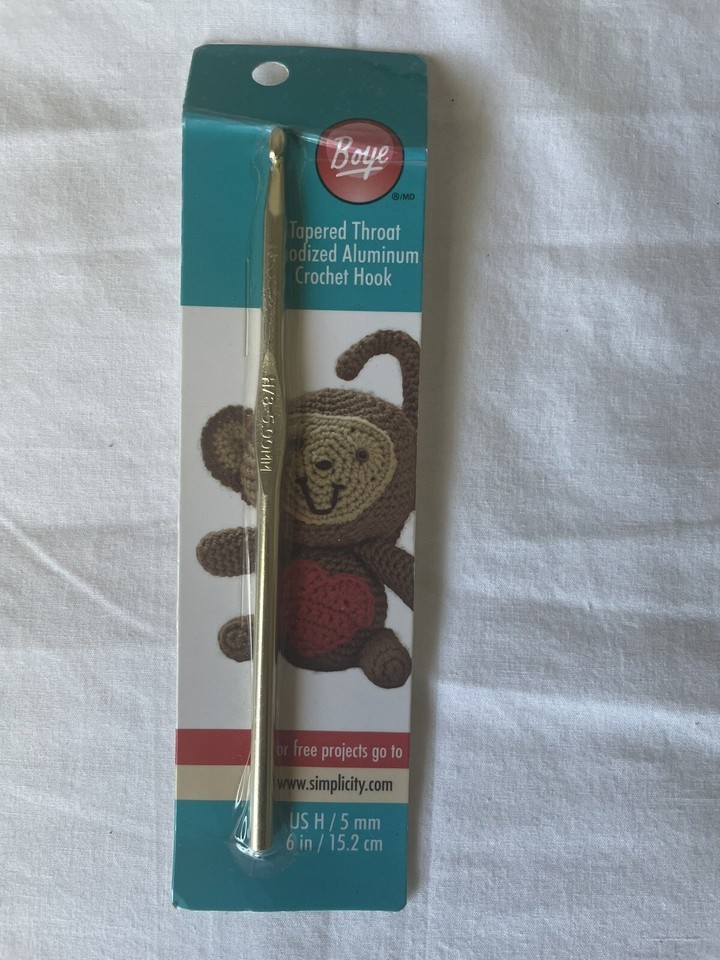 Boye
®/MD
Tapered Throat
odized Aluminum
Crochet Hook
H/8-5.00MM
or free projects go to
www.simplicity.com
US H / 5 mm
6 in / 15.2 cm